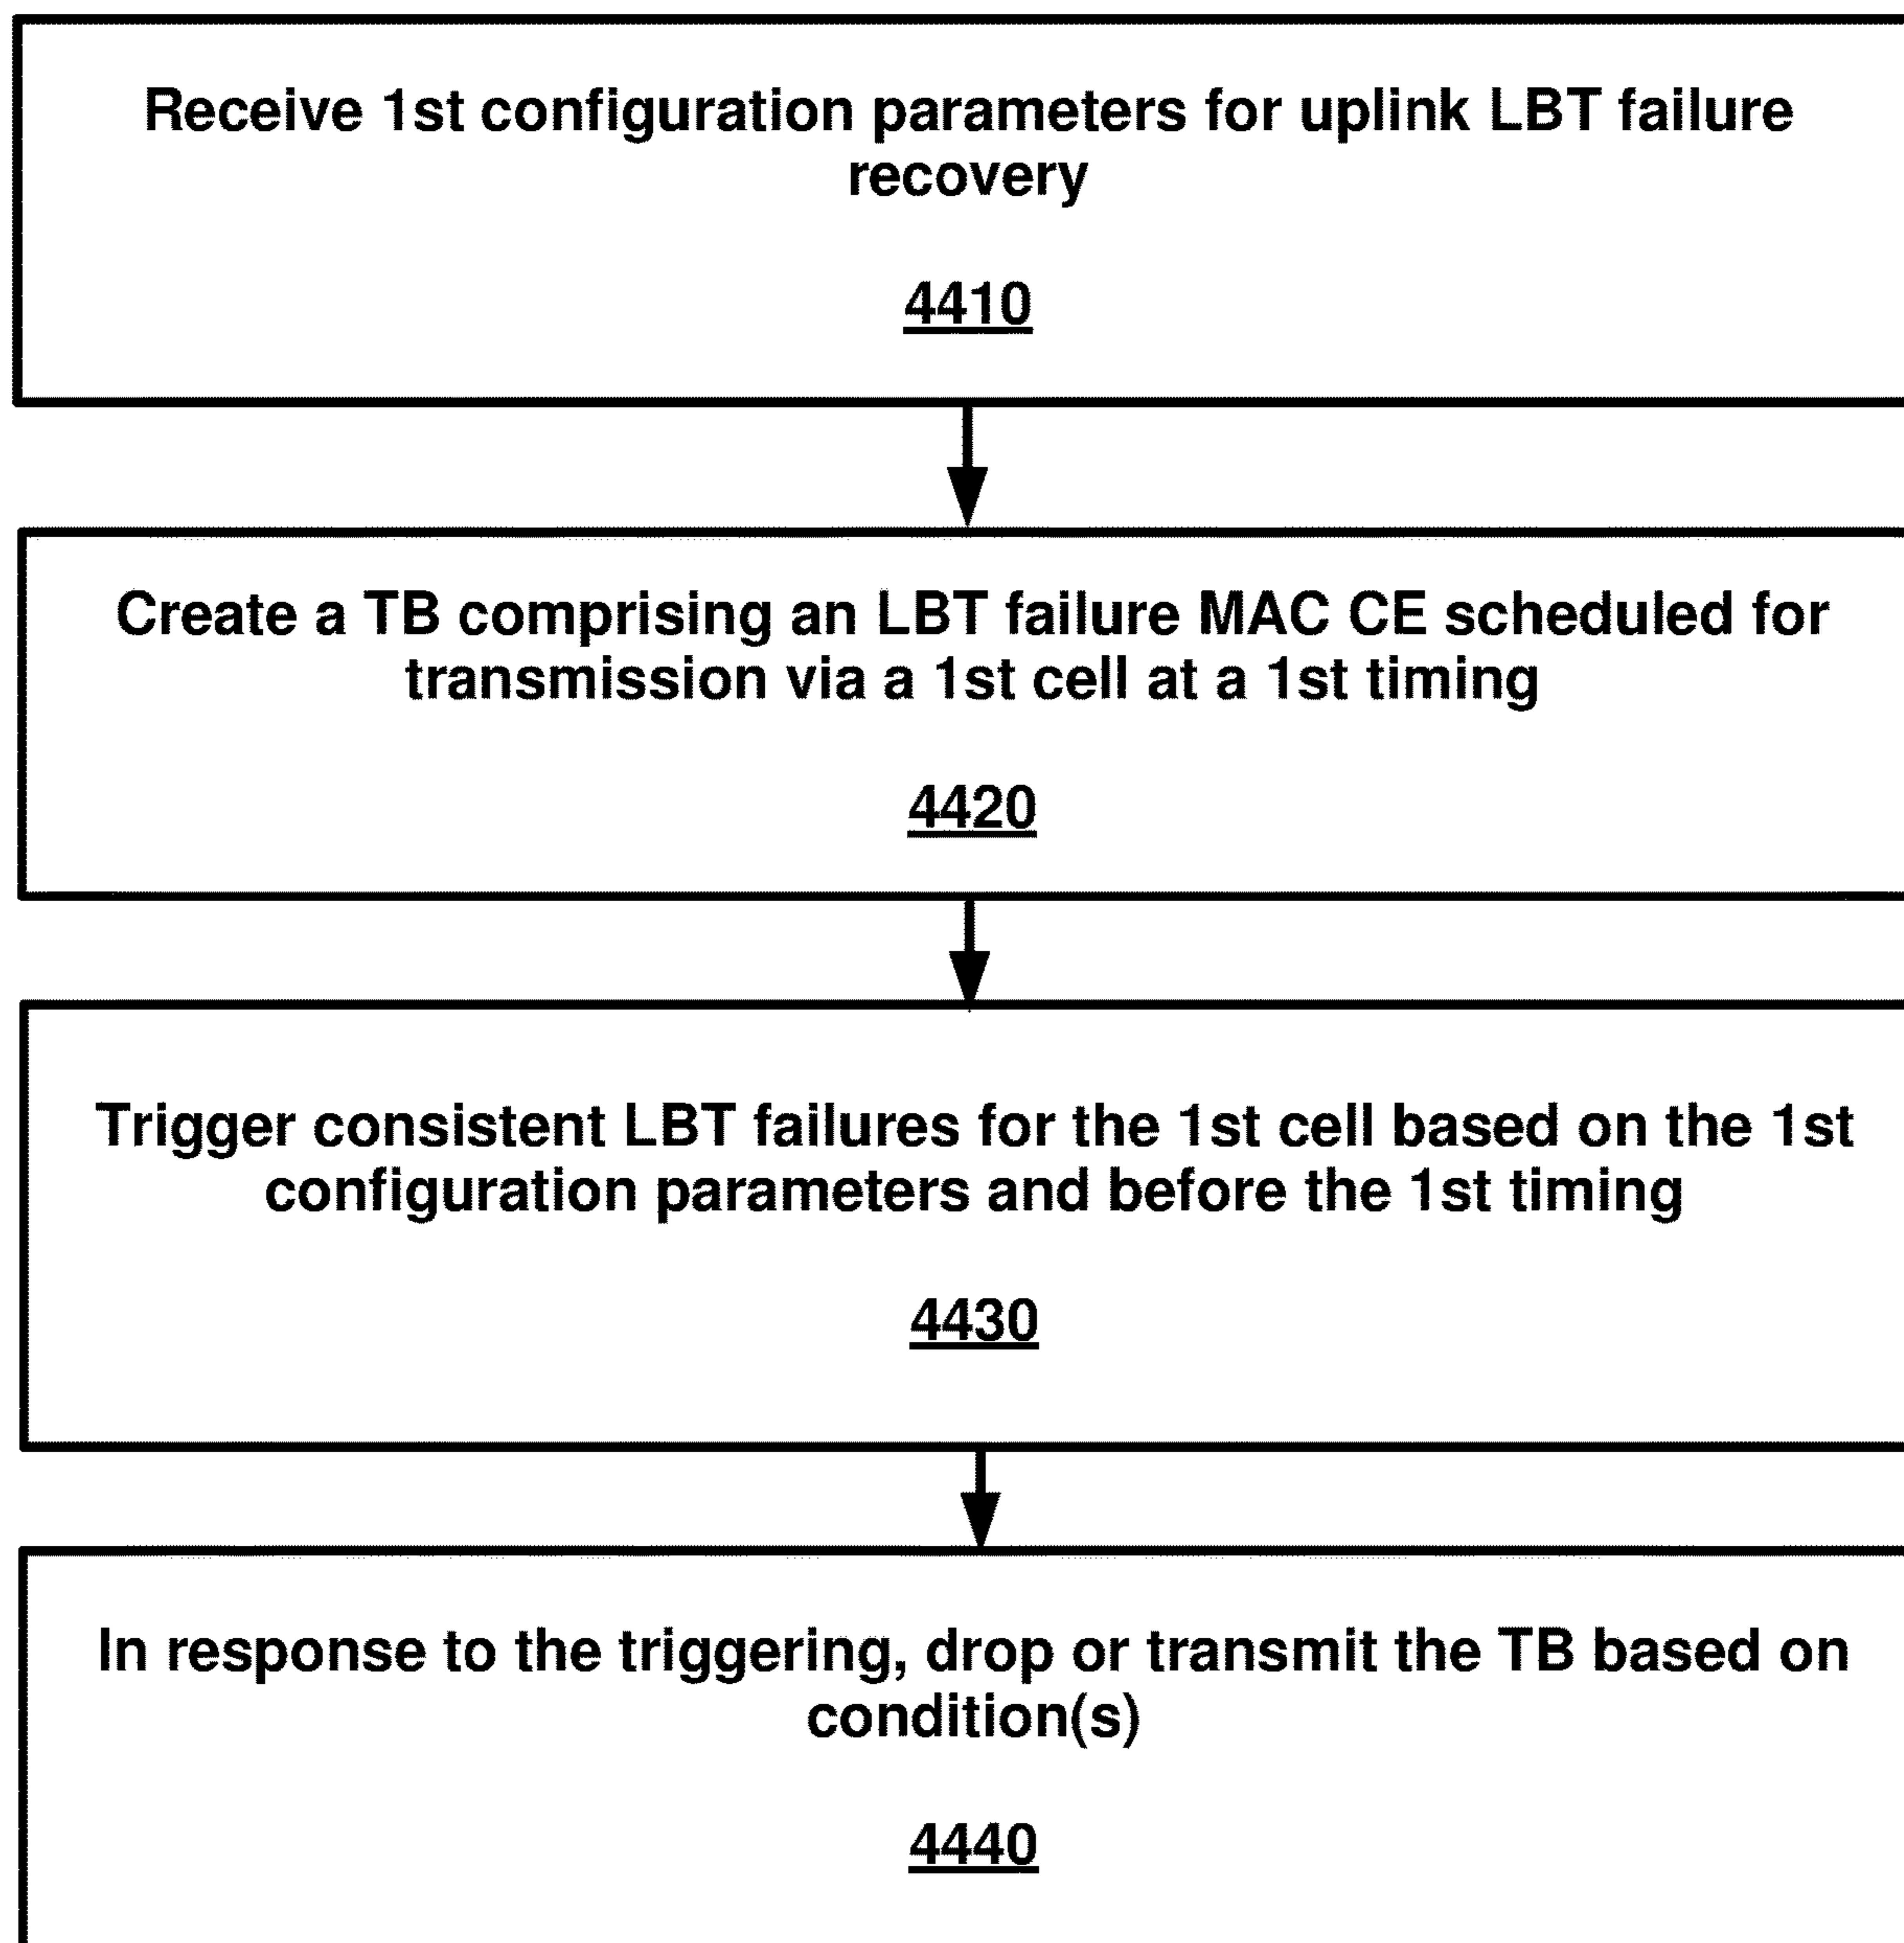 Receive 1st configuration parameters for uplink LBT failure
recovery
4410
Create a TB comprising an LBT failure MAC CE scheduled for
transmission via a 1st cell at a 1st timing
4420
Trigger consistent LBT failures for the 1st cell based on the 1st
configuration parameters and before the 1st timing
4430
In response to the triggering, drop or transmit the TB based on
condition(s)
4440